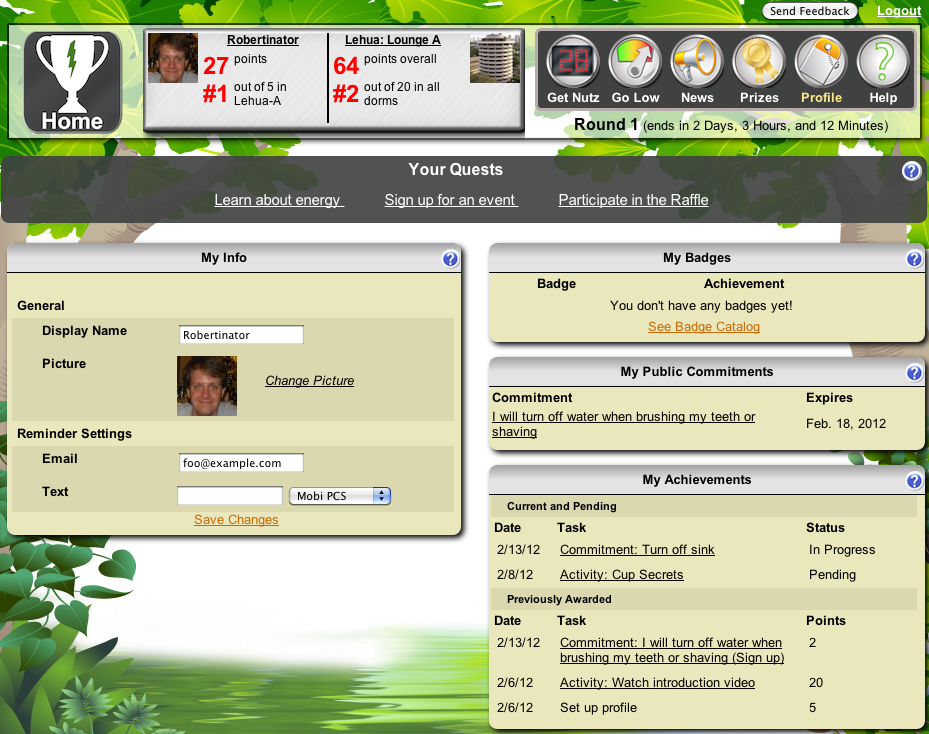 Send Feedback Logout
Home
Robertinator
27 points
#1 out of 5 in
Lehua-A
Lehua: Lounge A
64 points overall
#2 out of 20 in all
dorms
28
Get Nutz Go Low News Prizes Profile Help
Round 1 (ends in 2 Days, 3 Hours, and 12 Minutes)
Your Quests
Learn about energy Sign up for an event Participate in the Raffle
My Info
General
Display Name Robertinator
Picture Change Picture
Reminder Settings
Email foo@example.com
Text Mobi PCS
Save Changes
My Badges
Badge Achievement
You don't have any badges yet!
See Badge Catalog
My Public Commitments
Commitment Expires
I will turn off water when brushing my teeth or
shaving
Feb. 18, 2012
My Achievements
Current and Pending
Date Task Status
2/13/12 Commitment: Turn off sink In Progress
2/8/12 Activity: Cup Secrets Pending
Previously Awarded
Date Task Points
2/13/12 Commitment: I will turn off water when 2
brushing my teeth or shaving (Sign up)
2/6/12 Activity: Watch introduction video 20
2/6/12 Set up profile 5